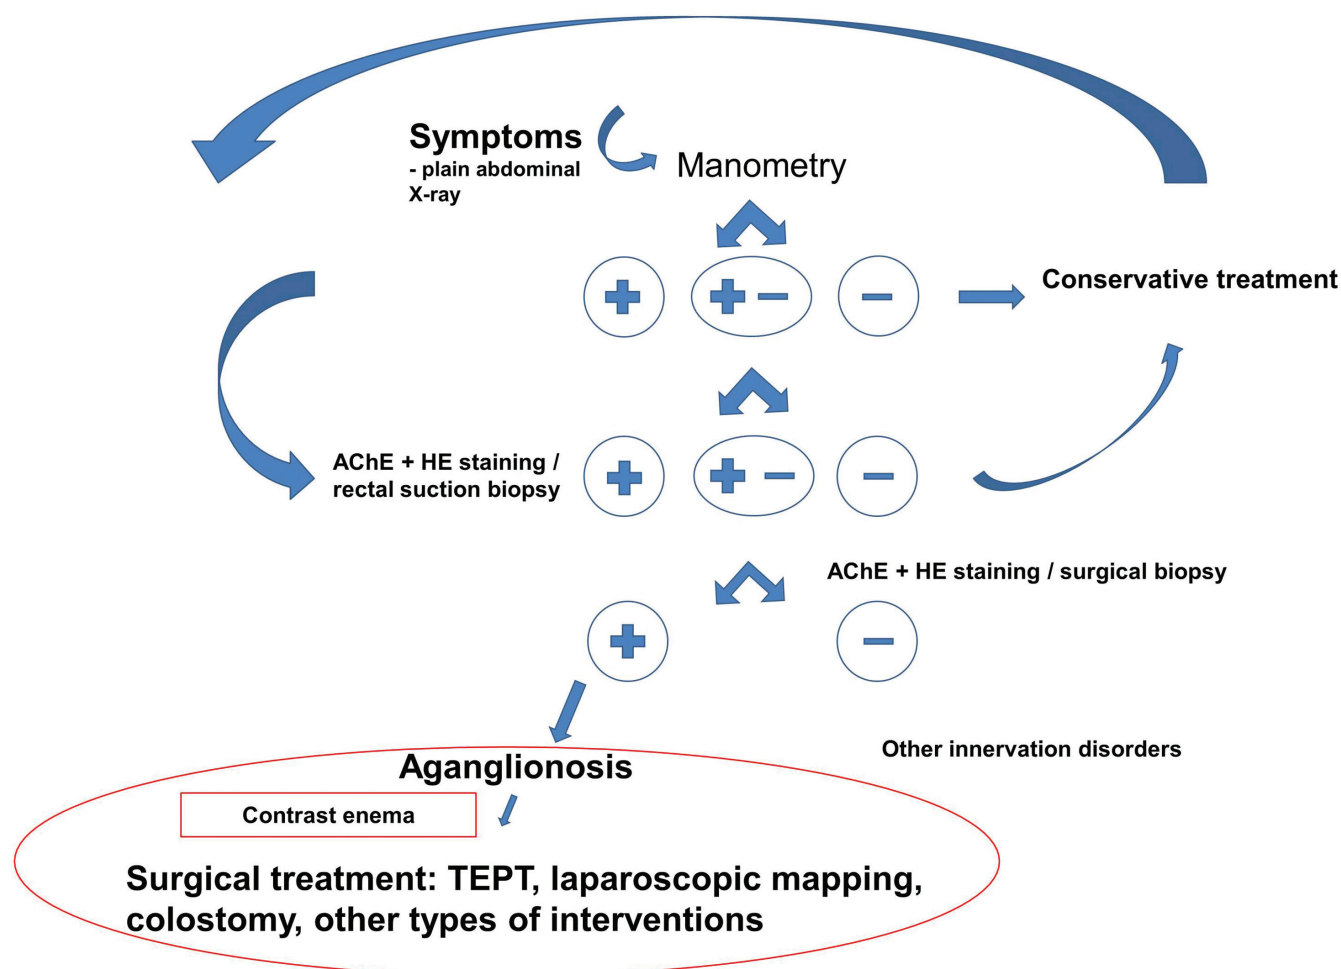 Symptoms
- plain abdominal
X-ray
Manometry
Conservative treatment
AChE + HE staining /
rectal suction biopsy
AChE + HE staining / surgical biopsy
Other innervation disorders
Aganglionosis
Contrast enema
Surgical treatment: TEPT, laparoscopic mapping,
colostomy, other types of interventions